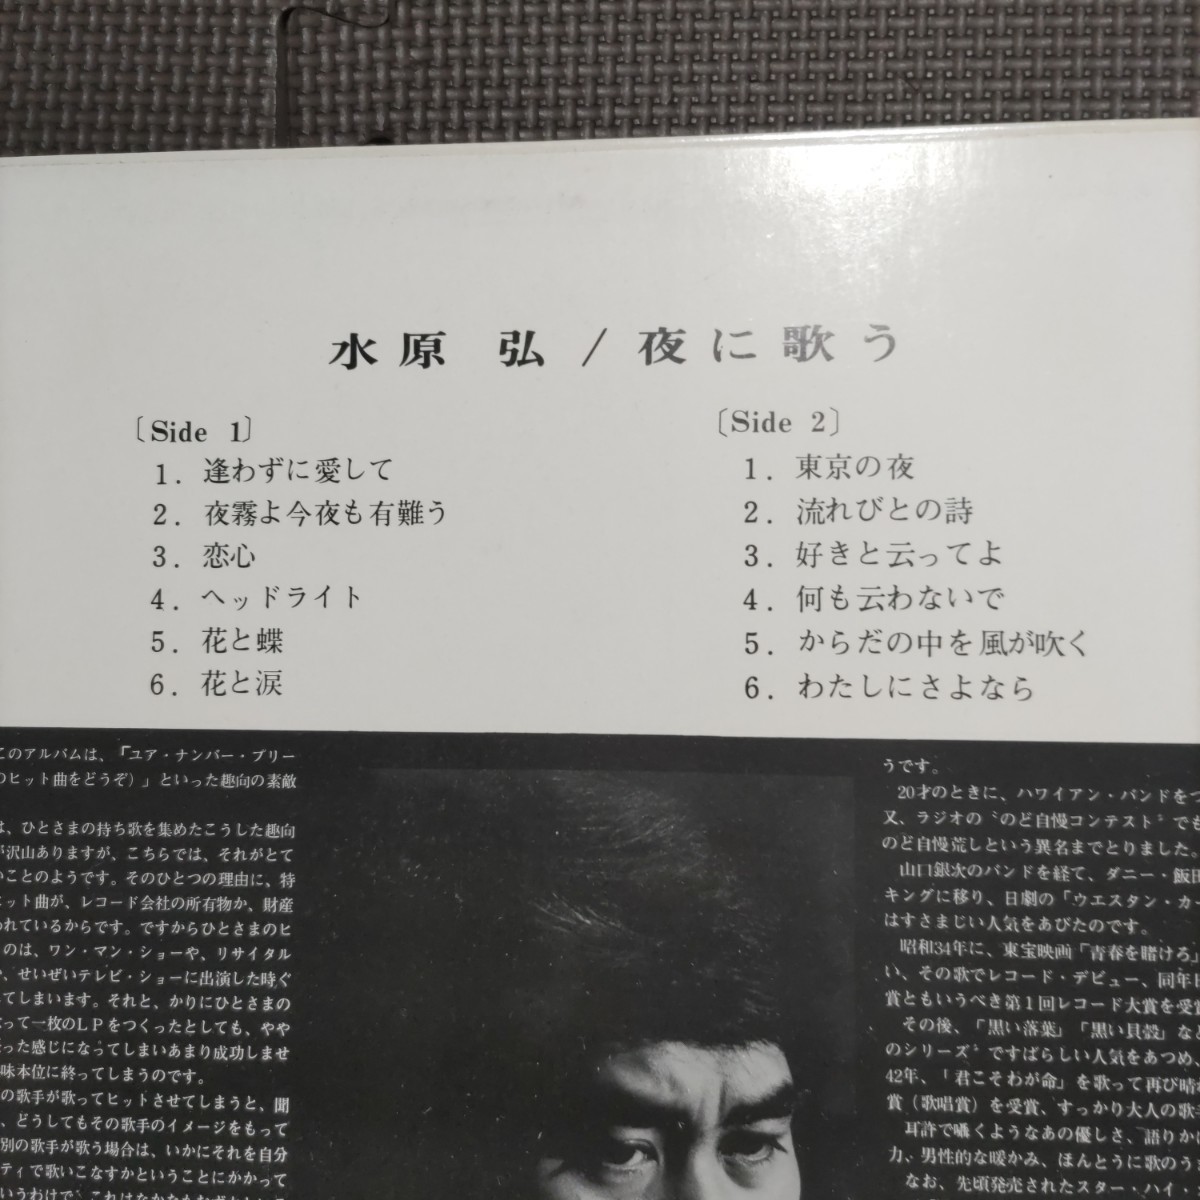 水原 弘 / 夜に歌う
〔Side 1〕
1. 逢わずに愛して
2. 夜霧よ今夜も有難う
3. 恋心
4. ヘッドライト
5. 花と蝶
6. 花と涙
〔Side 2〕
1. 東京の夜
2. 流れびとの詩
3. 好きと云ってよ
4. 何も云わないで
5. からだの中を風が吹く
6. わたしにさよなら
このアルバムは、「ユア・ナンバー・プリー
のヒット曲をどうぞ)」といった趣向の素敵
は、ひとさまの持ち歌を集めたこうした趣向
が沢山ありますが、こちらでは、それがとて
いことのようです。そのひとつの理由に、特
ヒット曲が、レコード会社の所有物か、財産
われているからです。ですからひとさまのヒ
のは、ワン・マン・ショーや、リサイタル
、せいぜいテレビ・ショーに出演した時ぐ
てしまいます。それと、かりにひとさまの
って一枚のLPをつくったとしても、やや
った感じになってしまいあまり成功しませ
味本位に終ってしまうのです。
の歌手が歌ってヒットさせてしまうと、聞
、どうしてもその歌手のイメージをもって
別の歌手が歌う場合は、いかにそれを自分
ティで歌いこなすかということにかかって
いうわけで、これはなかなか
うです。
20才のときに、ハワイアン・バンドをつ
又、ラジオの〝のど自慢コンテスト〟でも
のど自慢荒しという異名までとりました。
山口銀次のバンドを経て、ダニー・飯田
キングに移り、日劇の「ウエスタン・カ
はすさまじい人気をあびたのです。
昭和34年に、東宝映画「青春を賭けろ」
い、その歌でレコード・デビュー、同年
賞ともいうべき第1回レコード大賞を受賞
その後、「黒い落葉」「黒い貝殻」な
のシリーズ〟ですばらしい人気をあつめ、
42年、「君こそわが命」を歌って再び
賞(歌唱賞)を受賞、すっかり大人の歌
耳許で囁くようなあの優しさ、語りか
力、男性的な暖かみ、ほんとうに歌のう
なお、先頃発売されたスター・ハイ・